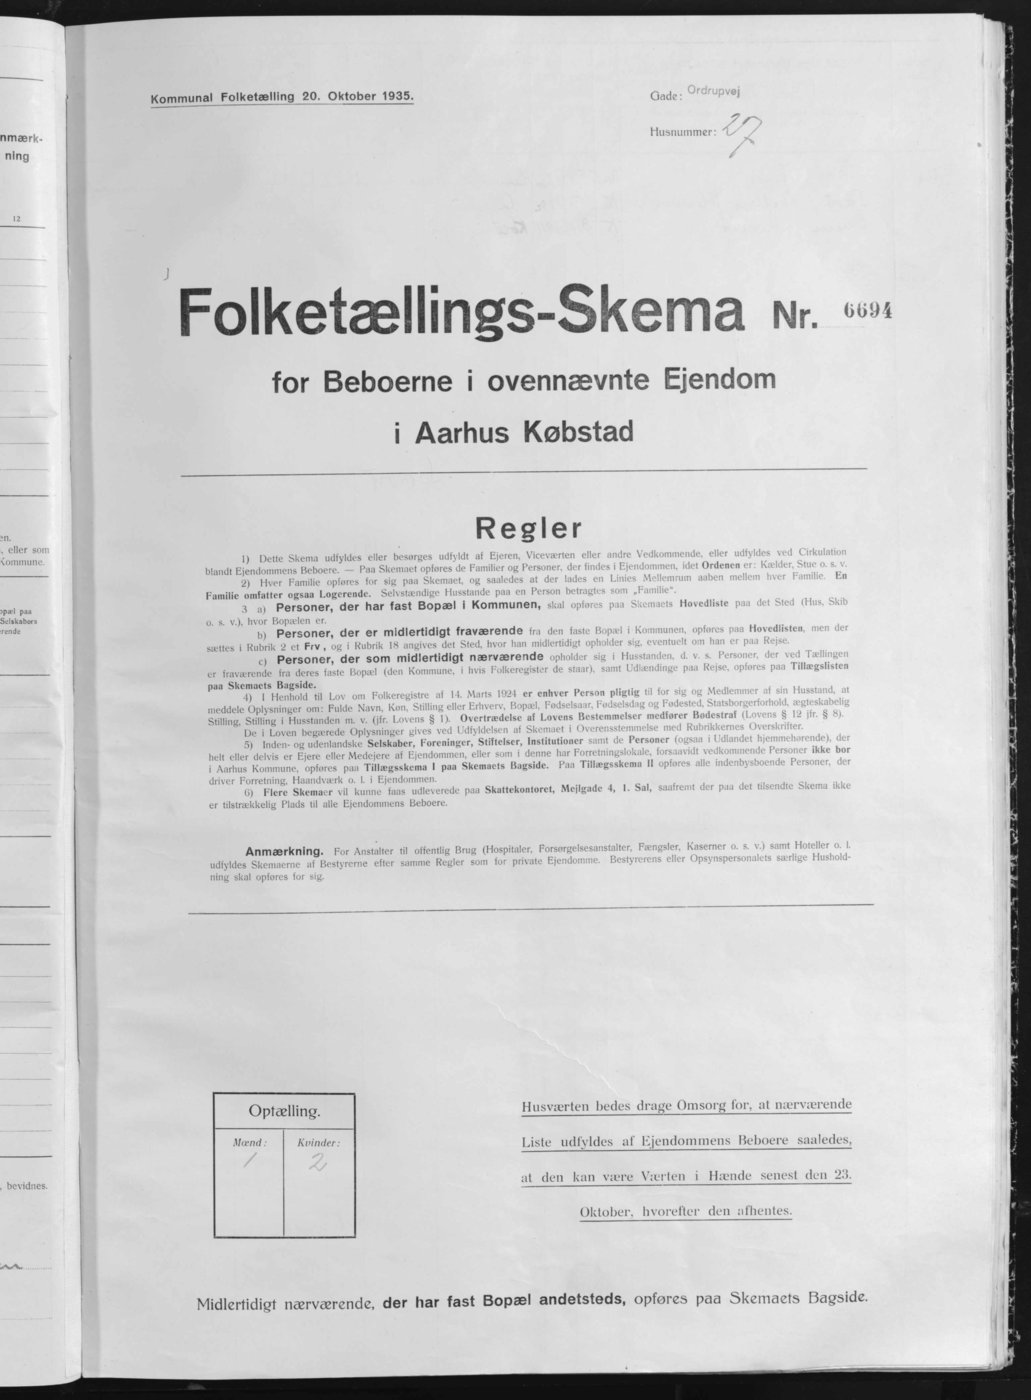 nmærk-
ning
12
en.
, eller som
Kommune.
opæl paa
Selskabers
rende
, bevidnes.
Kommunal Folketælling 20. Oktober 1935.
Gade: Ordrupvej
Husnummer: 27
Folketællings-Skema Nr. 6694
for Beboerne i ovennævnte Ejendom
i Aarhus Købstad
Regler
1) Dette Skema udfyldes eller besørges udfyldt af Ejeren, Viceværten eller andre Vedkommende, eller udfyldes ved Cirkulation
blandt Ejendommens Beboere. — Paa Skemaet opføres de Familier og Personer, der findes i Ejendommen, idet Ordenen er: Kælder, Stue o. s. v.
2) Hver Familie opføres for sig paa Skemaet, og saaledes at der lades en Linies Mellemrum aaben mellem hver Familie. En
Familie omfatter ogsaa Logerende. Selvstændige Husstande paa en Person betragtes som „Familie“.
3 a) Personer, der har fast Bopæl i Kommunen, skal opføres paa Skemaets Hovedliste paa det Sted (Hus, Skib
o. s. v.), hvor Bopælen er.
b) Personer, der er midlertidigt fraværende fra den faste Bopæl i Kommunen, opføres paa Hovedlisten, men der
sættes i Rubrik 2 et Frv, og i Rubrik 18 angives det Sted, hvor han midlertidigt opholder sig, eventuelt om han er paa Rejse.
c) Personer, der som midlertidigt nærværende opholder sig i Husstanden, d. v. s. Personer, der ved Tællingen
er fraværende fra deres faste Bopæl (den Kommune, i hvis Folkeregister de staar), samt Udlændinge paa Rejse, opføres paa Tillægslisten
paa Skemaets Bagside.
4) I Henhold til Lov om Folkeregistre af 14. Marts 1924 er enhver Person pligtig til for sig og Medlemmer af sin Husstand, at
meddele Oplysninger om: Fulde Navn, Køn, Stilling eller Erhverv, Bopæl, Fødselsaar, Fødselsdag og Fødested, Statsborgerforhold, ægteskabelig
Stilling, Stilling i Husstanden m. v. (jfr. Lovens § 1). Overtrædelse af Lovens Bestemmelser medfører Bødestraf (Lovens § 12 jfr. § 8).
De i Loven begærede Oplysninger gives ved Udfyldelsen af Skemaet i Overensstemmelse med Rubrikkernes Overskrifter.
5) Inden- og udenlandske Selskaber, Foreninger, Stiftelser, Institutioner samt de Personer (ogsaa i Udlandet hjemmehørende), der
helt eller delvis er Ejere eller Medejere af Ejendommen, eller som i denne har Forretningslokale, forsaavidt vedkommende Personer ikke bor
i Aarhus Kommune, opføres paa Tillægsskema I paa Skemaets Bagside. Paa Tillægsskema II opføres alle indenbysboende Personer, der
driver Forretning, Haandværk o. l. i Ejendommen.
6) Flere Skemaer vil kunne faas udleverede paa Skattekontoret, Mejlgade 4, 1. Sal, saafremt der paa det tilsendte Skema ikke
er tilstrækkelig Plads til alle Ejendommens Beboere.
Anmærkning. For Anstalter til offentlig Brug (Hospitaler, Forsørgelsesanstalter, Fængsler, Kaserner o. s. v.) samt Hoteller o. l.
udfyldes Skemaerne af Bestyrerne efter samme Regler som for private Ejendomme. Bestyrerens eller Opsynspersonalets særlige Hushold-
ning skal opføres for sig.
Optælling.
Mænd: Kvinder:
1 2
Husværten bedes drage Omsorg for, at nærværende
Liste udfyldes af Ejendommens Beboere saaledes,
at den kan være Værten i Hænde senest den 23.
Oktober, hvorefter den afhentes.
Midlertidigt nærværende, der har fast Bopæl andetsteds, opføres paa Skemaets Bagside.